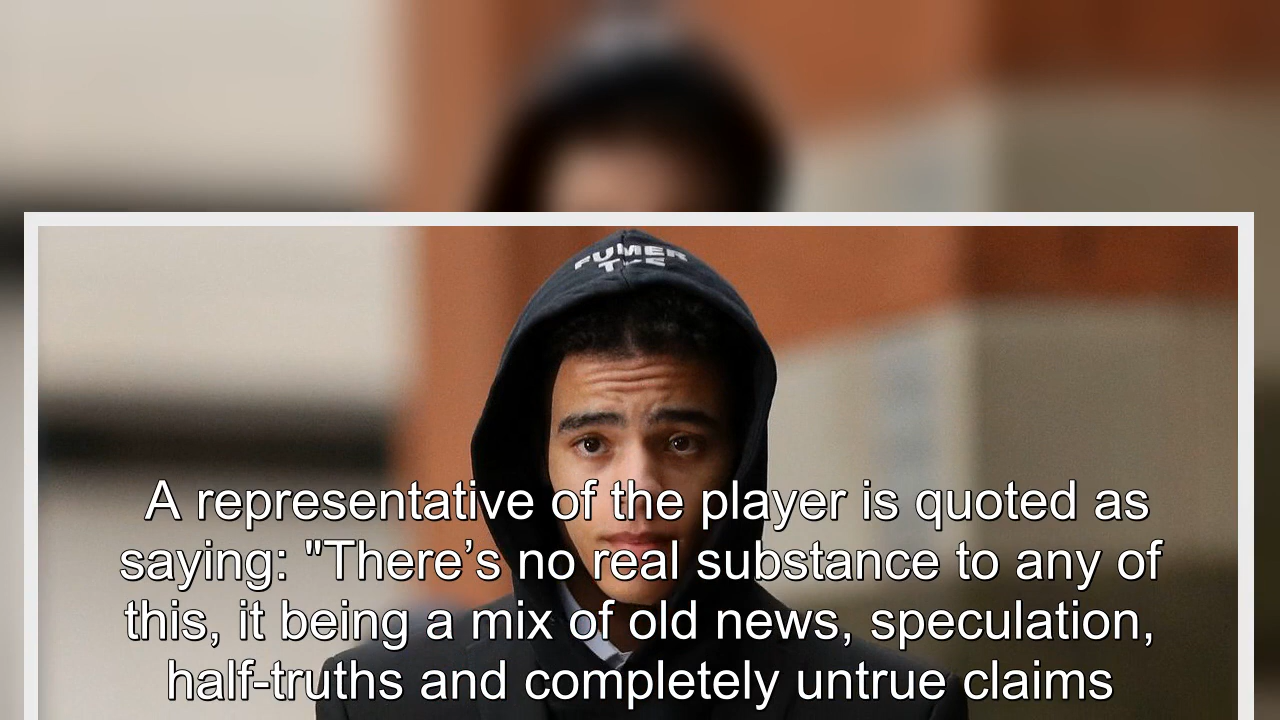 FUMER
A representative of the player is quoted as
saying: "There’s no real substance to any of
this, it being a mix of old news, speculation,
half-truths and completely untrue claims